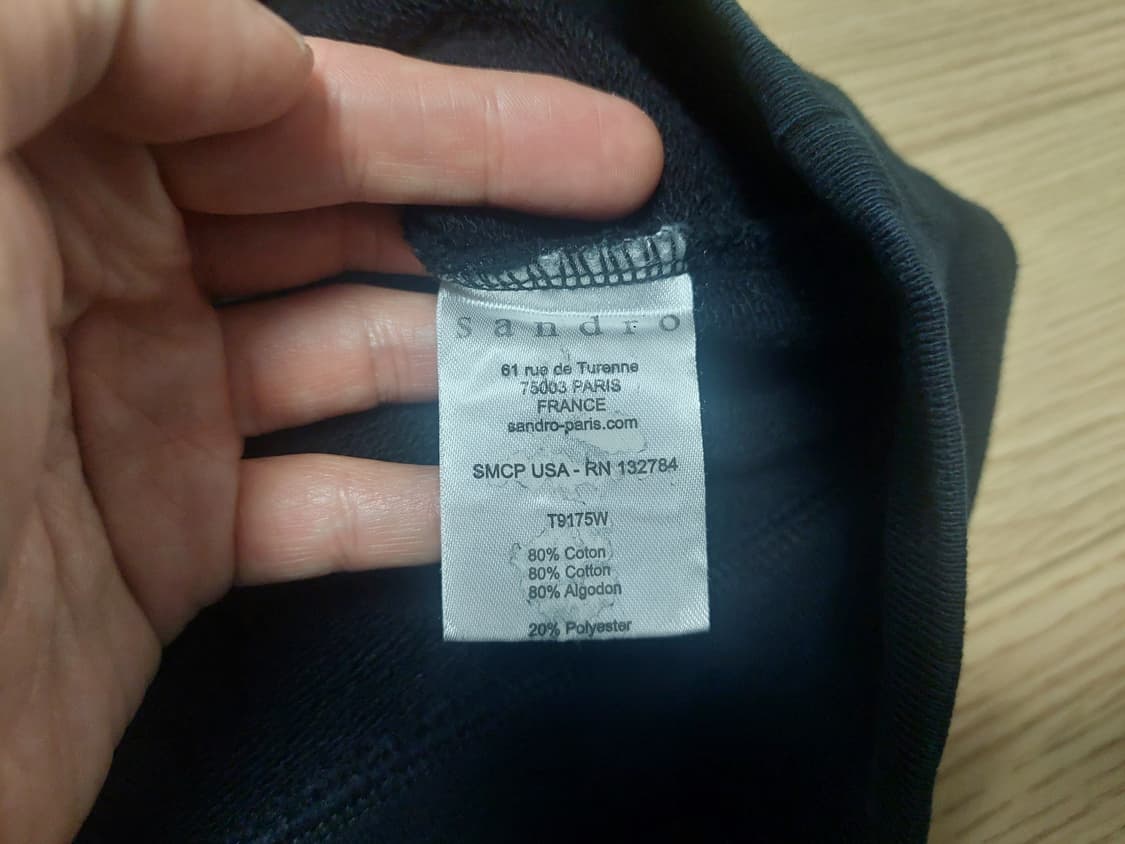 sandro
61 rue de Turenne
75003 PARIS
FRANCE
sandro-paris.com
SMCP USA - RN 132784
T9175W
80% Coton
80% Cotton
80% Algodon
20% Polyester